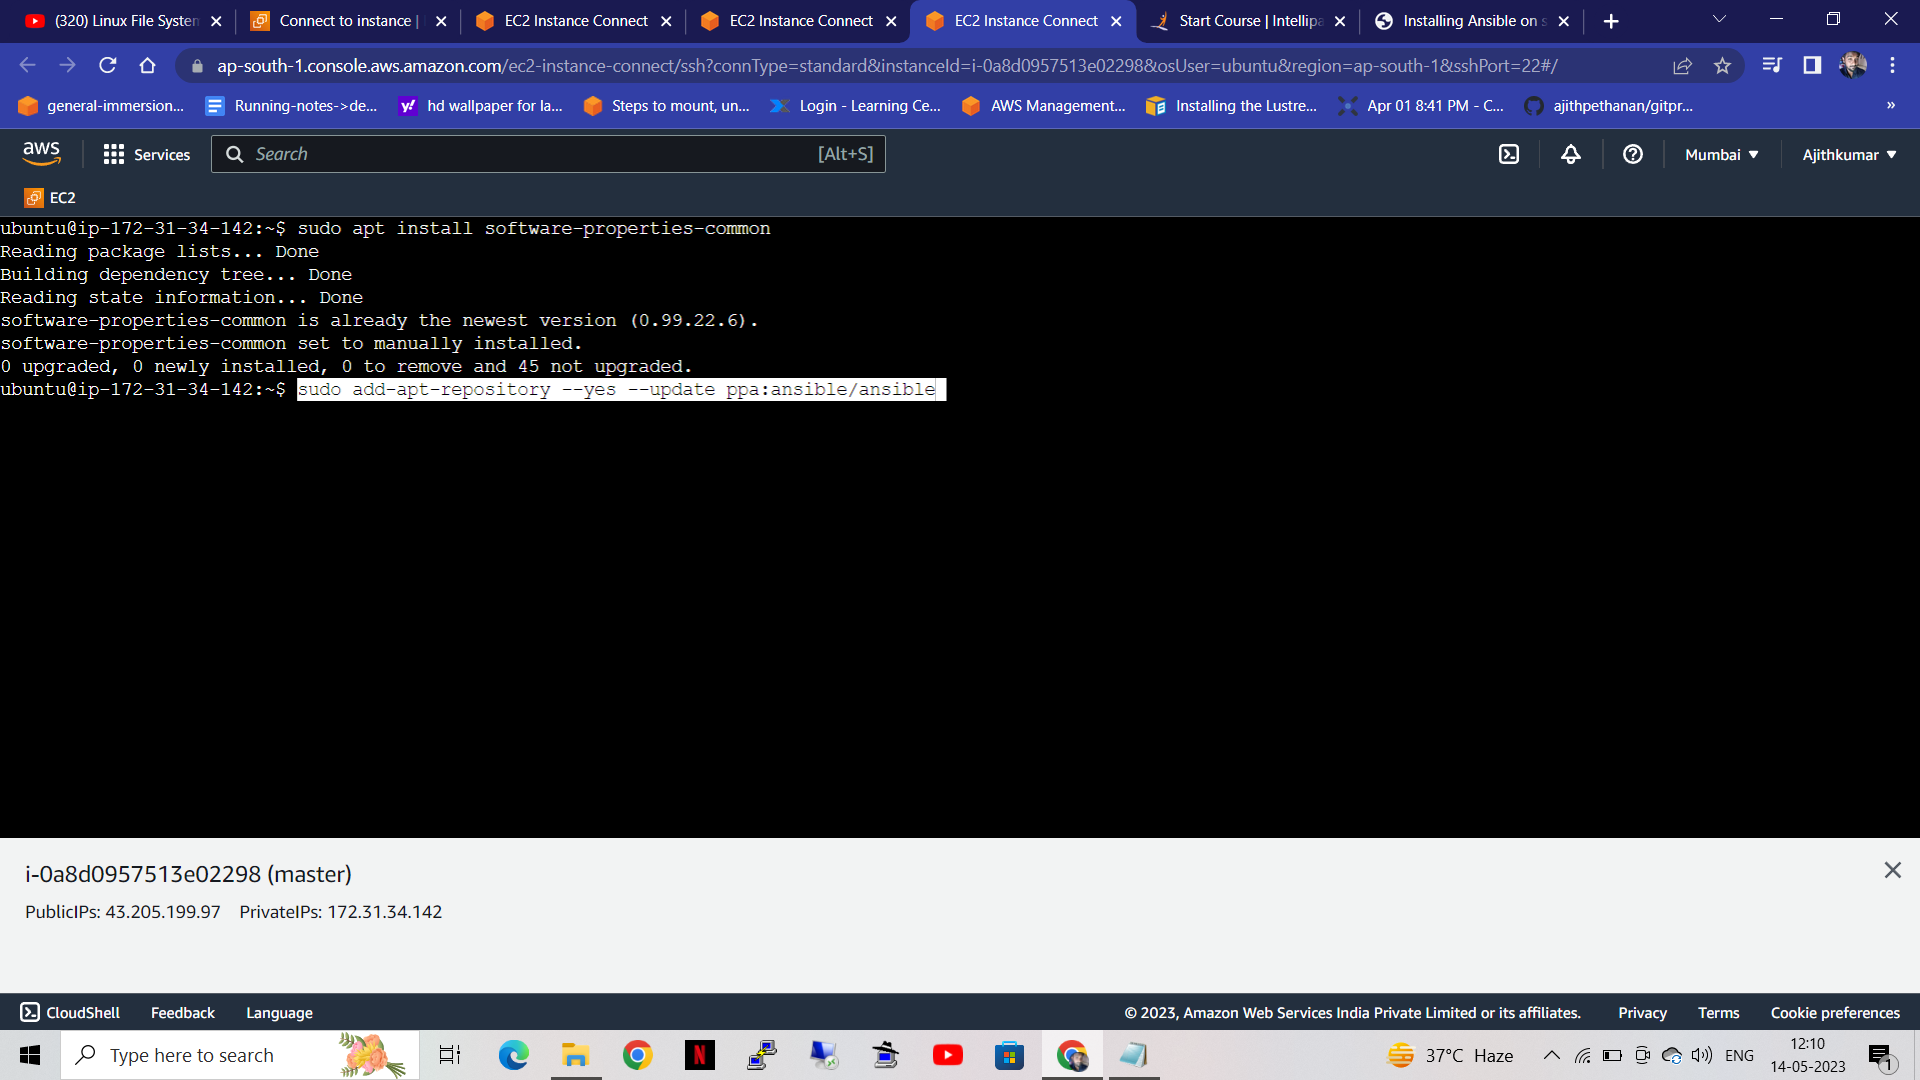 (320) Linux File System
Connect to instance |
EC2 Instance Connect
EC2 Instance Connect
EC2 Instance Connect
Start Course | Intellipa
Installing Ansible on s
ap-south-1.console.aws.amazon.com/ec2-instance-connect/ssh?connType=standard&instanceId=i-0a8d0957513e02298&osUser=ubuntu&region=ap-south-1&sshPort=22#/
general-immersion...
Running-notes->de...
hd wallpaper for la...
Steps to mount, un...
Login - Learning Ce...
AWS Management...
Installing the Lustre...
Apr 01 8:41 PM - C...
ajithpethanan/gitpr...
»
aws
Services
Search
[Alt+S]
Mumbai
Ajithkumar
EC2
ubuntu@ip-172-31-34-142:~$ sudo apt install software-properties-common
Reading package lists... Done
Building dependency tree... Done
Reading state information... Done
software-properties-common is already the newest version (0.99.22.6).
software-properties-common set to manually installed.
0 upgraded, 0 newly installed, 0 to remove and 45 not upgraded.
ubuntu@ip-172-31-34-142:~$ sudo add-apt-repository --yes --update ppa:ansible/ansible
i-0a8d0957513e02298 (master)
PublicIPs: 43.205.199.97 PrivateIPs: 172.31.34.142
CloudShell
Feedback
Language
© 2023, Amazon Web Services India Private Limited or its affiliates.
Privacy
Terms
Cookie preferences
Type here to search
N
37°C Haze
ENG
12:10
14-05-2023
1